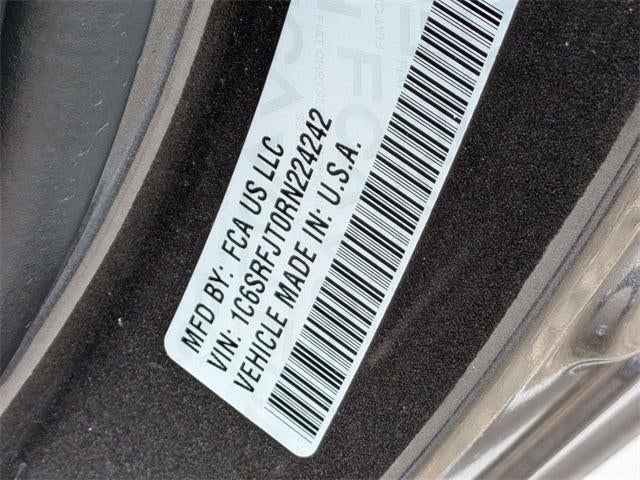 MFD BY: FCA US LLC
VIN: 1C6SRFJT0RN224242
VEHICLE MADE IN: U.S.A.